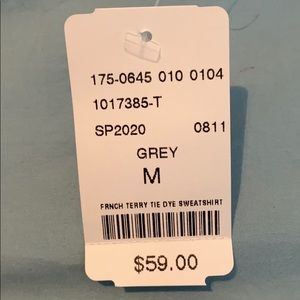 175-0645 010 0104
1017385-T
SP2020 0811
GREY
M
FRNCH TERRY TIE DYE SWEATSHIRT
$59.00